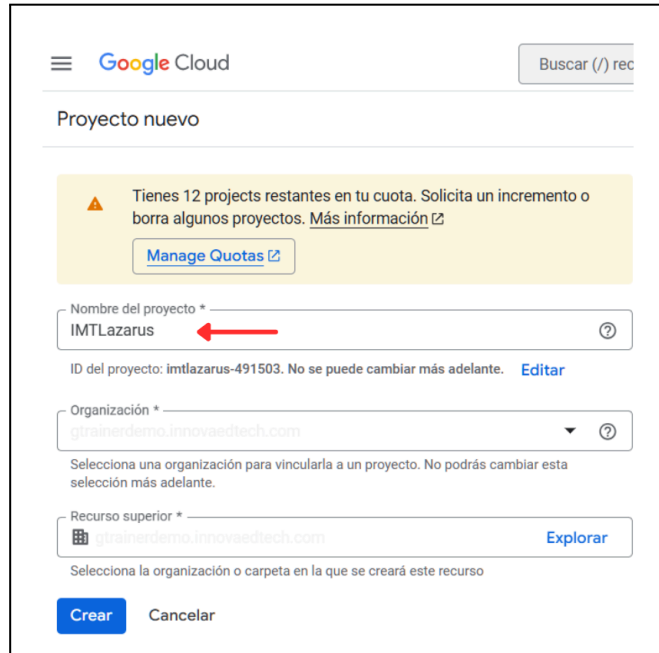 Google Cloud
Buscar (/) rec
Proyecto nuevo
Tienes 12 projects restantes en tu cuota. Solicita un incremento o
borra algunos proyectos. Más información
Manage Quotas
Nombre del proyecto *
IMTLazarus
ID del proyecto: imtlazarus-491503. No se puede cambiar más adelante. Editar
Organización *
gtrainerdemo.innovaedtech.com
Selecciona una organización para vincularla a un proyecto. No podrás cambiar esta
selección más adelante.
Recurso superior *
gtrainerdemo.innovaedtech.com
Explorar
Selecciona la organización o carpeta en la que se creará este recurso
Crear
Cancelar